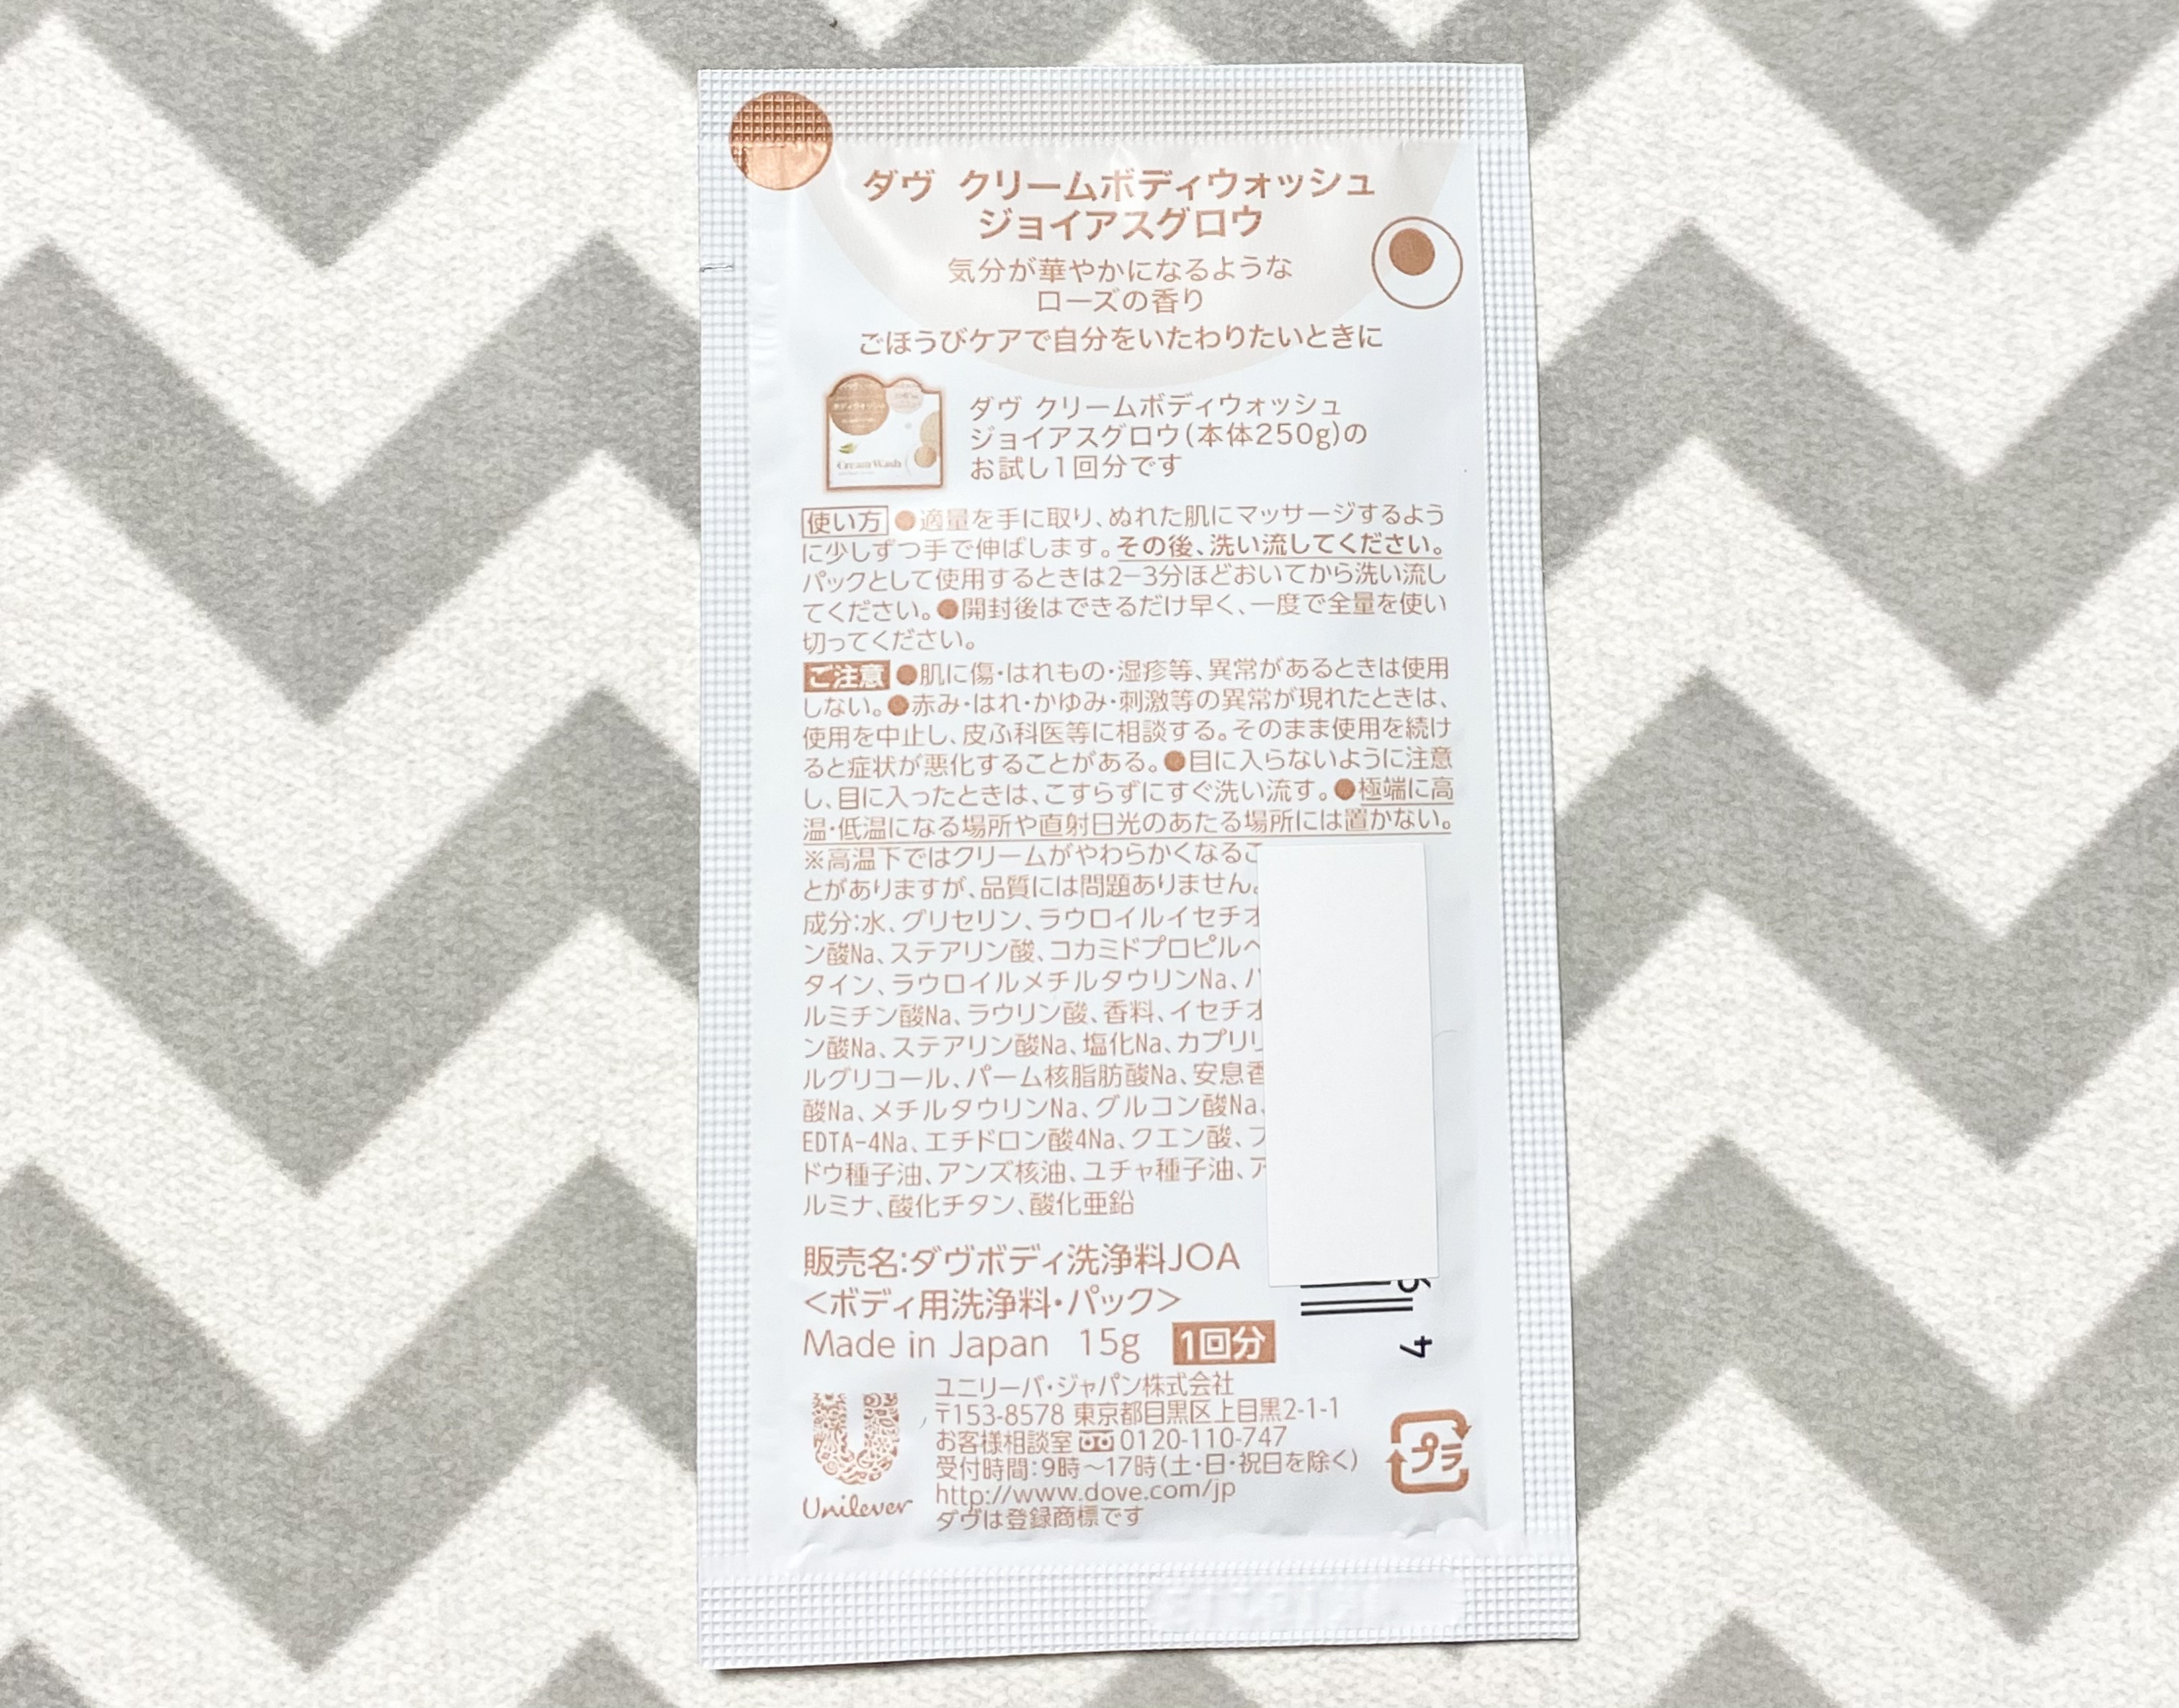 ダヴ クリームボディウォッシュ
ジョイアスグロウ
気分が華やかになるような
ローズの香り
ごほうびケアで自分をいたわりたいときに
Cream Wash
ダヴ クリームボディウォッシュ
ジョイアスグロウ(本体250g)の
お試し1回分です
使い方 ●適量を手に取り、ぬれた肌にマッサージするよう
に少しずつ手で伸ばします。その後、洗い流してください。
パックとして使用するときは2−3分ほどおいてから洗い流し
てください。●開封後はできるだけ早く、一度で全量を使い
切ってください。
ご注意 ●肌に傷・はれもの・湿疹等、異常があるときは使用
しない。●赤み・はれ・かゆみ・刺激等の異常が現れたときは、
使用を中止し、皮ふ科医等に相談する。そのまま使用を続け
ると症状が悪化することがある。●目に入らないように注意
し、目に入ったときは、こすらずにすぐ洗い流す。●極端に高
温・低温になる場所や直射日光のあたる場所には置かない。
※高温下ではクリームがやわらかくなるこ
とがありますが、品質には問題ありません。
成分:水、グリセリン、ラウロイルイセチオ
ン酸Na、ステアリン酸、コカミドプロピルベ
タイン、ラウロイルメチルタウリンNa、パ
ルミチン酸Na、ラウリン酸、香料、イセチオ
ン酸Na、ステアリン酸Na、塩化Na、カプリリ
ルグリコール、パーム核脂肪酸Na、安息香
酸Na、メチルタウリンNa、グルコン酸Na、
EDTA−4Na、エチドロン酸4Na、クエン酸、ブ
ドウ種子油、アンズ核油、ユチャ種子油、ア
ルミナ、酸化チタン、酸化亜鉛
販売名:ダヴボディ洗浄料JOA
<ボディ用洗浄料・パック>
Made in Japan 15g 1回分
4
Unilever
ユニリーバ・ジャパン株式会社
〒153-8578 東京都目黒区上目黒2-1-1
お客様相談室 0120-110-747
受付時間:9時〜17時(土・日・祝日を除く)
http://www.dove.com/jp
ダヴは登録商標です
プラ